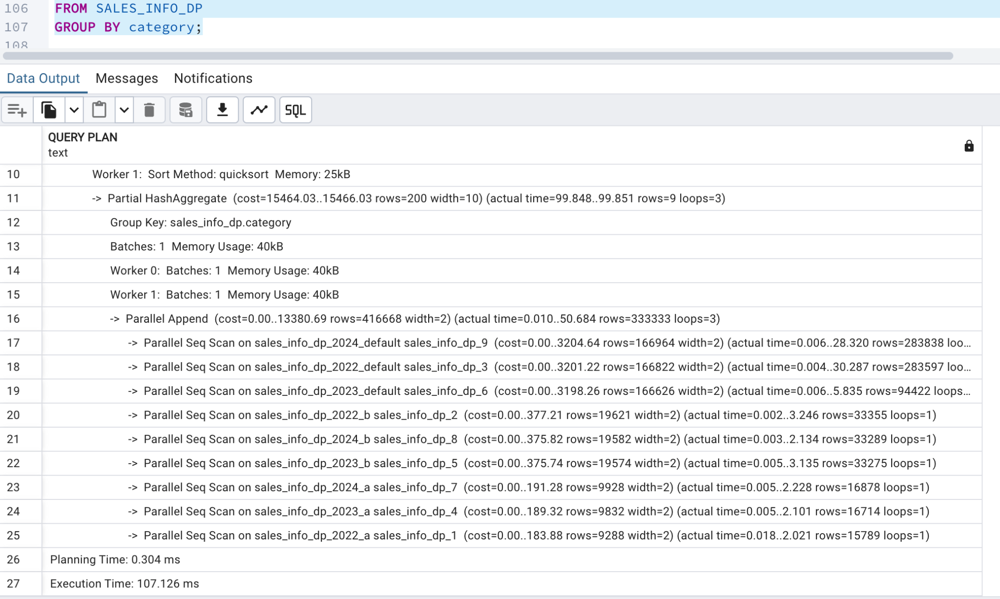 106 FROM SALES_INFO_DP
107 GROUP BY category;
108
Data Output Messages Notifications
SQL
QUERY PLAN
text
10 Worker 1: Sort Method: quicksort Memory: 25kB
11 -> Partial HashAggregate (cost=15464.03..15466.03 rows=200 width=10) (actual time=99.848..99.851 rows=9 loops=3)
12 Group Key: sales_info_dp.category
13 Batches: 1 Memory Usage: 40kB
14 Worker 0: Batches: 1 Memory Usage: 40kB
15 Worker 1: Batches: 1 Memory Usage: 40kB
16 -> Parallel Append (cost=0.00..13380.69 rows=416668 width=2) (actual time=0.010..50.684 rows=333333 loops=3)
17 -> Parallel Seq Scan on sales_info_dp_2024_default sales_info_dp_9 (cost=0.00..3204.64 rows=166964 width=2) (actual time=0.006..28.320 rows=283838 loo…
18 -> Parallel Seq Scan on sales_info_dp_2022_default sales_info_dp_3 (cost=0.00..3201.22 rows=166822 width=2) (actual time=0.004..30.287 rows=283597 loo…
19 -> Parallel Seq Scan on sales_info_dp_2023_default sales_info_dp_6 (cost=0.00..3198.26 rows=166626 width=2) (actual time=0.006..5.835 rows=94422 loops…
20 -> Parallel Seq Scan on sales_info_dp_2022_b sales_info_dp_2 (cost=0.00..377.21 rows=19621 width=2) (actual time=0.002..3.246 rows=33355 loops=1)
21 -> Parallel Seq Scan on sales_info_dp_2024_b sales_info_dp_8 (cost=0.00..375.82 rows=19582 width=2) (actual time=0.003..2.134 rows=33289 loops=1)
22 -> Parallel Seq Scan on sales_info_dp_2023_b sales_info_dp_5 (cost=0.00..375.74 rows=19574 width=2) (actual time=0.005..3.135 rows=33275 loops=1)
23 -> Parallel Seq Scan on sales_info_dp_2024_a sales_info_dp_7 (cost=0.00..191.28 rows=9928 width=2) (actual time=0.005..2.228 rows=16878 loops=1)
24 -> Parallel Seq Scan on sales_info_dp_2023_a sales_info_dp_4 (cost=0.00..189.32 rows=9832 width=2) (actual time=0.005..2.101 rows=16714 loops=1)
25 -> Parallel Seq Scan on sales_info_dp_2022_a sales_info_dp_1 (cost=0.00..183.88 rows=9288 width=2) (actual time=0.018..2.021 rows=15789 loops=1)
26 Planning Time: 0.304 ms
27 Execution Time: 107.126 ms